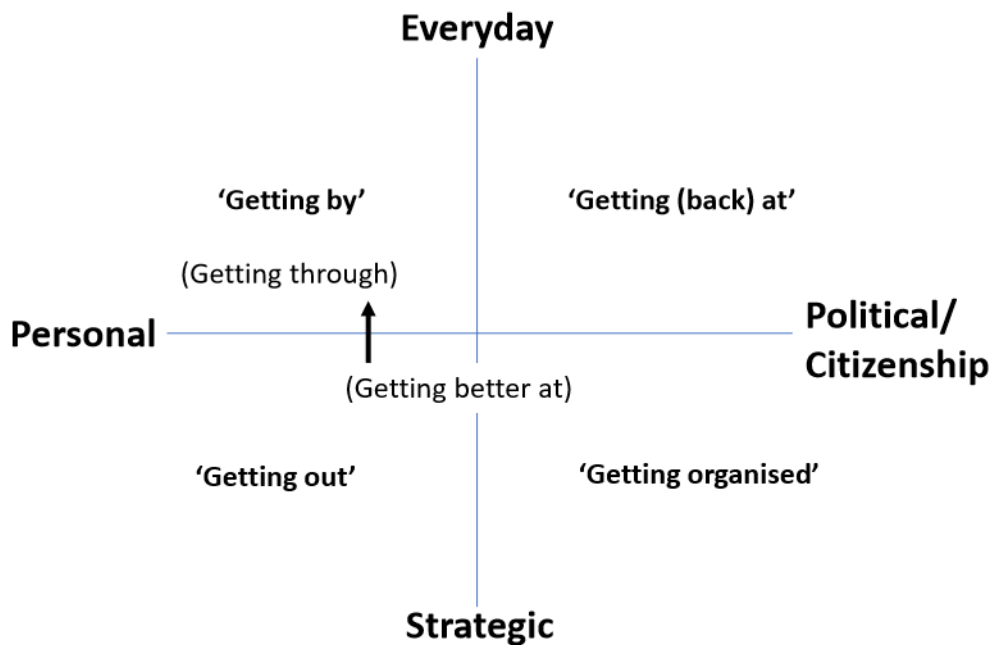 Everyday
‘Getting by’
‘Getting (back) at’
(Getting through)
Personal
Political/
Citizenship
(Getting better at)
‘Getting out’
‘Getting organised’
Strategic